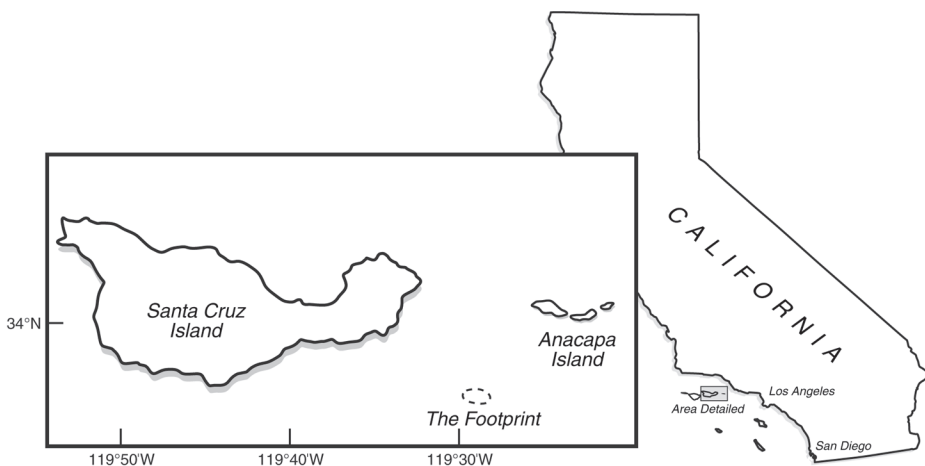 CALIFORNIA
Santa Cruz
Island
34°N
Anacapa
Island
The Footprint
119°50'W
119°40'W
119°30'W
Los Angeles
Area Detailed
San Diego